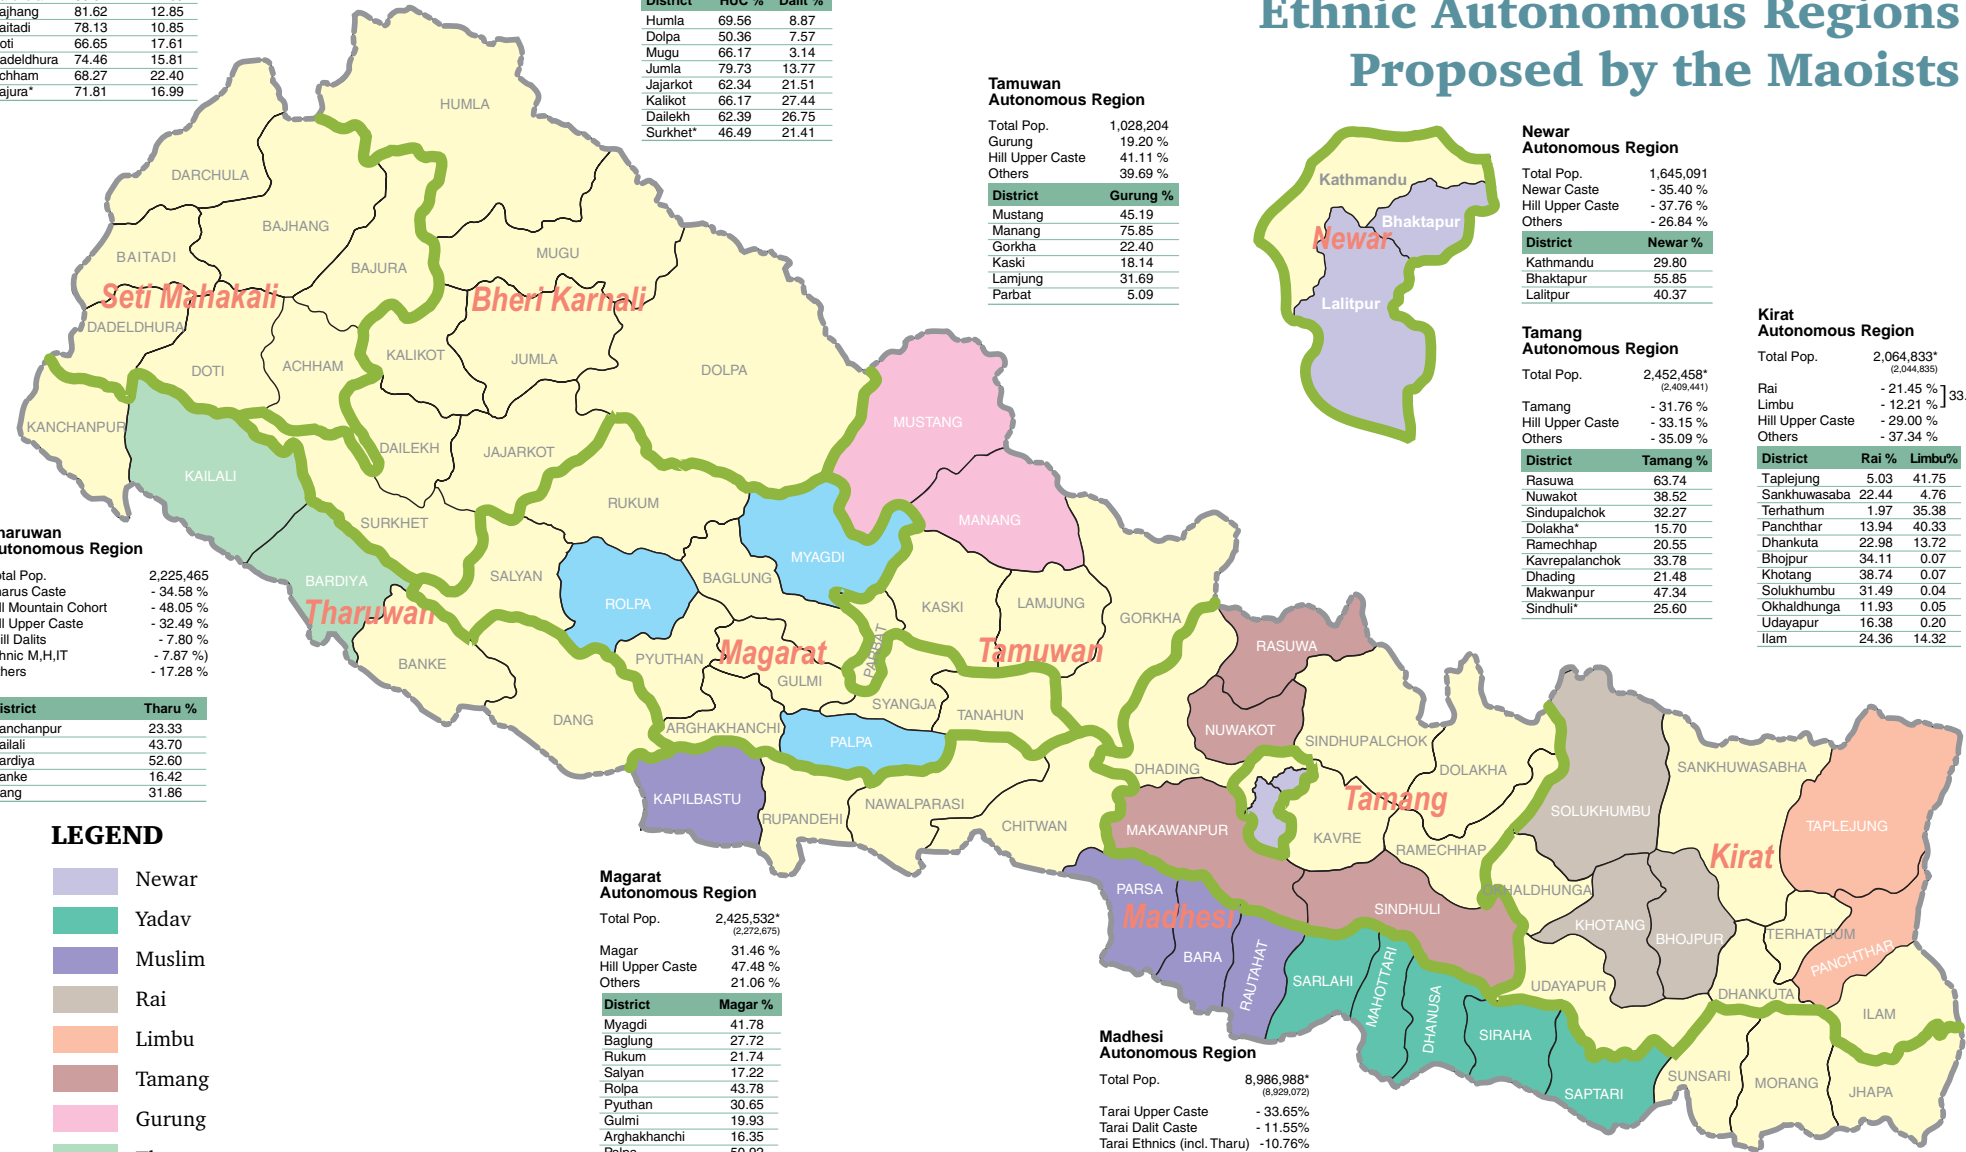 Ethnic Autonomous Regions
Proposed by the Maoists
ajhang 81.62 12.85
aitadi 78.13 10.85
oti 66.65 17.61
adeldhura 74.46 15.81
chham 68.27 22.40
ajura* 71.81 16.99
District HUC % Dalit %
Humla 69.56 8.87
Dolpa 50.36 7.57
Mugu 66.17 3.14
Jumla 79.73 13.77
Jajarkot 62.34 21.51
Kalikot 66.17 27.44
Dailekh 62.39 26.75
Surkhet* 46.49 21.41
Tamuwan
Autonomous Region
Total Pop. 1,028,204
Gurung 19.20 %
Hill Upper Caste 41.11 %
Others 39.69 %
District Gurung %
Mustang 45.19
Manang 75.85
Gorkha 22.40
Kaski 18.14
Lamjung 31.69
Parbat 5.09
Kathmandu
Bhaktapur
Newar
Lalitpur
Newar
Autonomous Region
Total Pop. 1,645,091
Newar Caste - 35.40 %
Hill Upper Caste - 37.76 %
Others - 26.84 %
District Newar %
Kathmandu 29.80
Bhaktapur 55.85
Lalitpur 40.37
Tamang
Autonomous Region
Total Pop. 2,452,458*
(2,409,441)
Tamang - 31.76 %
Hill Upper Caste - 33.15 %
Others - 35.09 %
District Tamang %
Rasuwa 63.74
Nuwakot 38.52
Sindupalchok 32.27
Dolakha* 15.70
Ramechhap 20.55
Kavrepalanchok 33.78
Dhading 21.48
Makwanpur 47.34
Sindhuli* 25.60
Kirat
Autonomous Region
Total Pop. 2,064,833*
(2,044,835)
Rai - 21.45 %
33.
Limbu - 12.21 %
Hill Upper Caste - 29.00 %
Others - 37.34 %
District Rai % Limbu%
Taplejung 5.03 41.75
Sankhuwasaba 22.44 4.76
Terhathum 1.97 35.38
Panchthar 13.94 40.33
Dhankuta 22.98 13.72
Bhojpur 34.11 0.07
Khotang 38.74 0.07
Solukhumbu 31.49 0.04
Okhaldhunga 11.93 0.05
Udayapur 16.38 0.20
Ilam 24.36 14.32
HUMLA
DARCHULA
BAJHANG
BAITADI
BAJURA
MUGU
Seti Mahakali
Bheri Karnali
DADELDHURA
DOTI
ACHHAM
KALIKOT
JUMLA
DOLPA
KANCHANPUR
KAILALI
DAILEKH
JAJARKOT
MUSTANG
SURKHET
RUKUM
MANANG
BARDIYA
Tharuwan
SALYAN
ROLPA
BAGLUNG
MYAGDI
KASKI
LAMJUNG
GORKHA
BANKE
PYUTHAN
Magarat
GULMI
PARBAT
Tamuwan
SYANGJA
TANAHUN
DANG
ARGHAKHANCHI
PALPA
KAPILBASTU
RUPANDEHI
NAWALPARASI
CHITWAN
RASUWA
NUWAKOT
SINDHUPALCHOK
DHADING
DOLAKHA
Tamang
MAKAWANPUR
KAVRE
RAMECHHAP
SOLUKHUMBU
SANKHUWASABHA
TAPLEJUNG
Kirat
OKHALDHUNGA
PARSA
Madhesi
SINDHULI
KHOTANG
BHOJPUR
TERHATHUM
PANCHTHAR
BARA
RAUTAHAT
SARLAHI
MAHOTTARI
DHANUSA
SIRAHA
UDAYAPUR
DHANKUTA
ILAM
SAPTARI
SUNSARI
MORANG
JHAPA
haruwan
utonomous Region
otal Pop. 2,225,465
harus Caste - 34.58 %
ll Mountain Cohort - 48.05 %
ll Upper Caste - 32.49 %
ill Dalits - 7.80 %
hnic M,H,IT - 7.87 %)
hers - 17.28 %
istrict Tharu %
anchanpur 23.33
ailali 43.70
ardiya 52.60
anke 16.42
ang 31.86
LEGEND
Newar
Yadav
Muslim
Rai
Limbu
Tamang
Gurung
Magarat
Autonomous Region
Total Pop. 2,425,532*
(2,272,675)
Magar 31.46 %
Hill Upper Caste 47.48 %
Others 21.06 %
District Magar %
Myagdi 41.78
Baglung 27.72
Rukum 21.74
Salyan 17.22
Rolpa 43.78
Pyuthan 30.65
Gulmi 19.93
Arghakhanchi 16.35
Palpa 50.92
Madhesi
Autonomous Region
Total Pop. 8,986,988*
(8,929,072)
Tarai Upper Caste - 33.65%
Tarai Dalit Caste - 11.55%
Tarai Ethnics (incl. Tharu) -10.76%